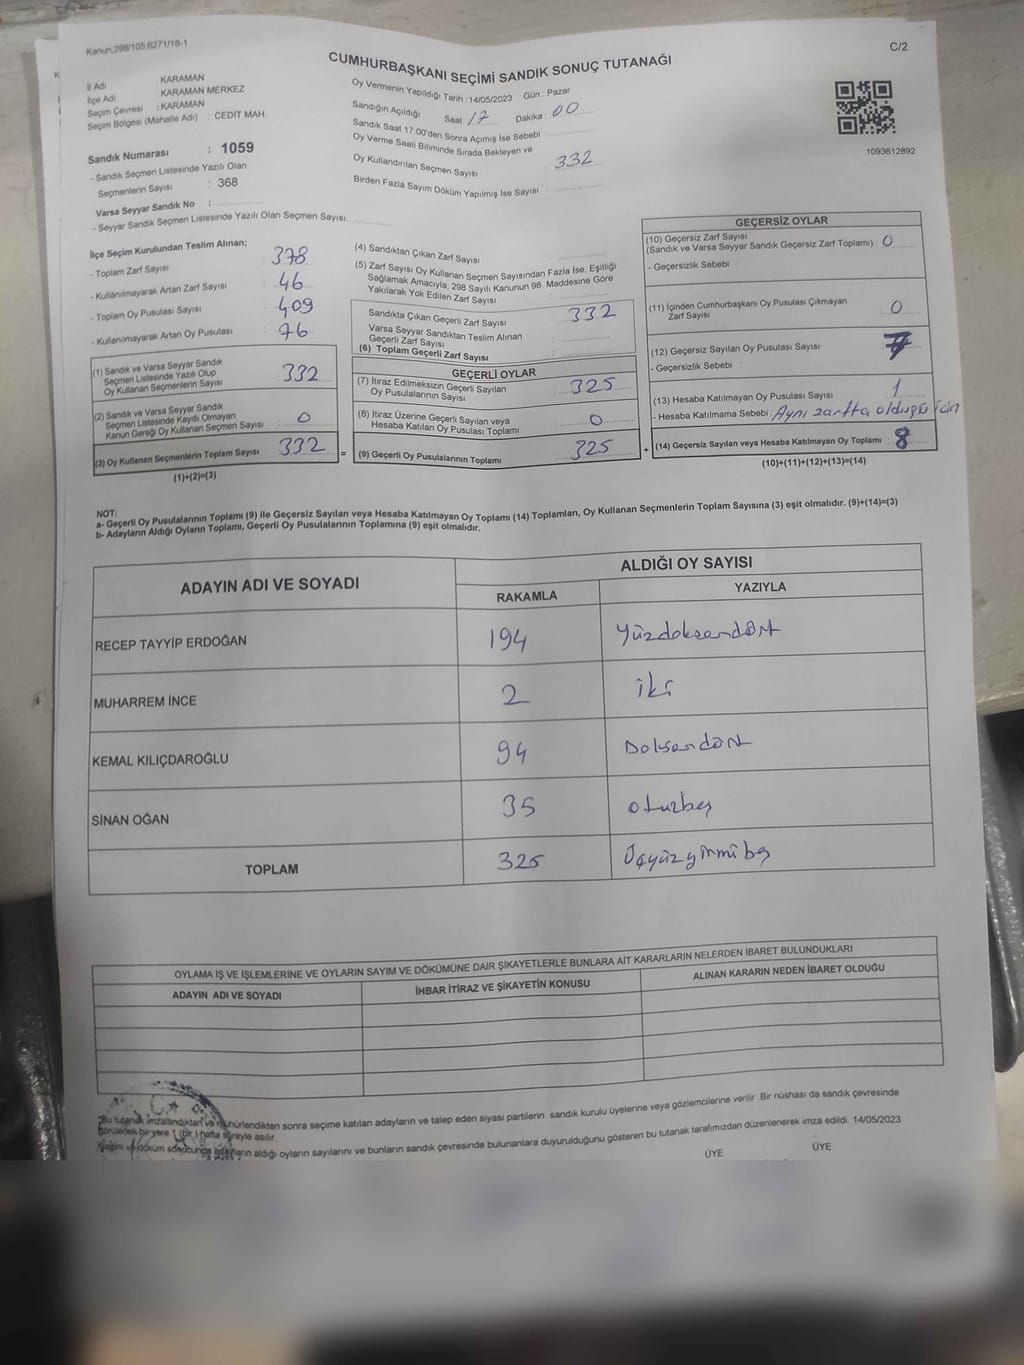 Kanun;298/105;6271/18-1
C/2
CUMHURBAŞKANI SEÇİMİ SANDIK SONUÇ TUTANAĞI
İl Adı KARAMAN
İlçe Adı KARAMAN MERKEZ
Seçim Çevresi : KARAMAN
Seçim Bölgesi (Mahalle Adı) : CEDIT MAH.
Sandık Numarası : 1059
- Sandık Seçmen Listesinde Yazılı Olan
Seçmenlerin Sayısı : 368
Varsa Seyyar Sandık No :
- Seyyar Sandık Seçmen Listesinde Yazılı Olan Seçmen Sayısı:
Oy Vermenin Yapıldığı Tarih : 14/05/2023 Gün : Pazar
Sandığın Açıldığı Saat 17 Dakika : 00
Sandık Saat 17.00'den Sonra Açımış İse Sebebi :
Oy Verme Saati Bitiminde Sırada Bekleyen ve
Oy Kullandırılan Seçmen Sayısı 332
Birden Fazla Sayım Döküm Yapılmış İse Sayısı :
1093612892
İlçe Seçim Kurulundan Teslim Alınan;
- Toplam Zarf Sayısı : 378
- Kullanılmayarak Artan Zarf Sayısı : 46
- Toplam Oy Pusulası Sayısı : 409
- Kullanılmayarak Artan Oy Pusulası : 76
(1) Sandık ve Varsa Seyyar Sandık
Seçmen Listesinde Yazılı Olup
Oy Kullanan Seçmenlerin Sayısı : 332
(2) Sandık ve Varsa Seyyar Sandık
Seçmen Listesinde Kayıtlı Olmayan
Kanun Gereği Oy Kullanan Seçmen Sayısı : 0
(3) Oy Kullanan Seçmenlerin Toplam Sayısı : 332 =
(1)+(2)=(3)
(4) Sandıktan Çıkan Zarf Sayısı :
(5) Zarf Sayısı Oy Kullanan Seçmen Sayısından Fazla İse, Eşitliği
Sağlamak Amacıyla, 298 Sayılı Kanunun 98. Maddesine Göre
Yakılarak Yok Edilen Zarf Sayısı :
Sandıkta Çıkan Geçerli Zarf Sayısı : 332
Varsa Seyyar Sandıktan Teslim Alınan
Geçerli Zarf Sayısı :
(6) Toplam Geçerli Zarf Sayısı :
GEÇERLİ OYLAR
(7) İtiraz Edilmeksizin Geçerli Sayılan
Oy Pusulalarının Sayısı : 325
(8) İtiraz Üzerine Geçerli Sayılan veya
Hesaba Katılan Oy Pusulası Toplamı : 0
(9) Geçerli Oy Pusulalarının Toplamı : 325 +
GEÇERSİZ OYLAR
(10) Geçersiz Zarf Sayısı
(Sandık ve Varsa Seyyar Sandık Geçersiz Zarf Toplamı) : 0
- Geçersizlik Sebebi :
(11) İçinden Cumhurbaşkanı Oy Pusulası Çıkmayan
Zarf Sayısı : 0
(12) Geçersiz Sayılan Oy Pusulası Sayısı : 7
- Geçersizlik Sebebi :
(13) Hesaba Katılmayan Oy Pusulası Sayısı : 1
- Hesaba Katılmama Sebebi : Aynı zarfta olduğu için
(14) Geçersiz Sayılan veya Hesaba Katılmayan Oy Toplamı : 8
(10)+(11)+(12)+(13)=(14)
NOT:
a- Geçerli Oy Pusulalarının Toplamı (9) ile Geçersiz Sayılan veya Hesaba Katılmayan Oy Toplamı (14) Toplamları, Oy Kullanan Seçmenlerin Toplam Sayısına (3) eşit olmalıdır. (9)+(14)=(3)
b- Adayların Aldığı Oyların Toplamı, Geçerli Oy Pusulalarının Toplamına (9) eşit olmalıdır.
ADAYIN ADI VE SOYADI
ALDIĞI OY SAYISI
RAKAMLA YAZIYLA
RECEP TAYYİP ERDOĞAN 194 Yüzdoksandört
MUHARREM İNCE 2 iki
KEMAL KILIÇDAROĞLU 94 Doksandört
SİNAN OĞAN 35 otuzbeş
TOPLAM 325 Üçyüzyirmibeş
OYLAMA İŞ VE İŞLEMLERİNE VE OYLARIN SAYIM VE DÖKÜMÜNE DAİR ŞİKAYETLERLE BUNLARA AİT KARARLARIN NELERDEN İBARET BULUNDUKLARI
ADAYIN ADI VE SOYADI İHBAR İTİRAZ VE ŞİKAYETİN KONUSU ALINAN KARARIN NEDEN İBARET OLDUĞU
*Bu tutanak imzalandıktan ve mühürlendikten sonra seçime katılan adayların ve talep eden siyasi partilerin sandık kurulu üyelerine veya gözlemcilerine verilir. Bir nüshası da sandık çevresinde
görülecek bir yere 1 (bir) hafta süreyle asılır.
Sayım ve döküm sonucunda adayların aldığı oyların sayılarını ve bunların sandık çevresinde bulunanlara duyurulduğunu gösteren bu tutanak tarafımızdan düzenlenerek imza edildi. 14/05/2023
ÜYE ÜYE